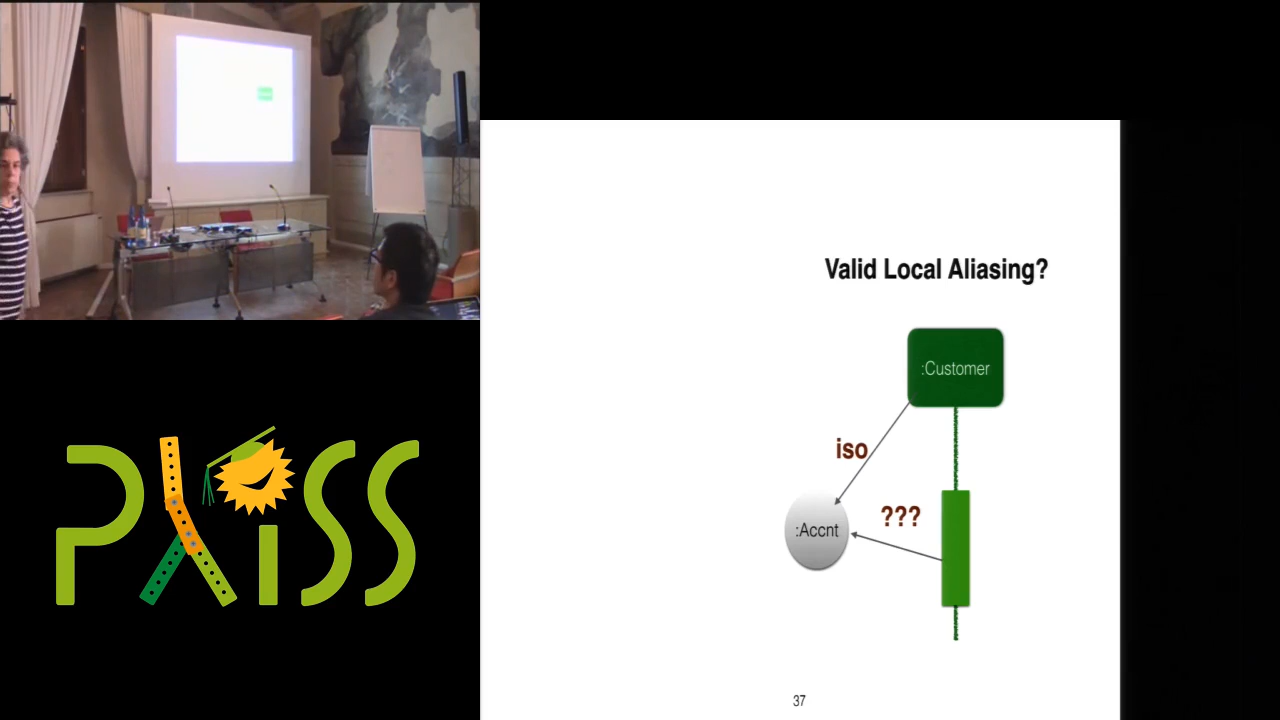 PLISS
Valid Local Aliasing?
:Customer
iso
???
:Accnt
37